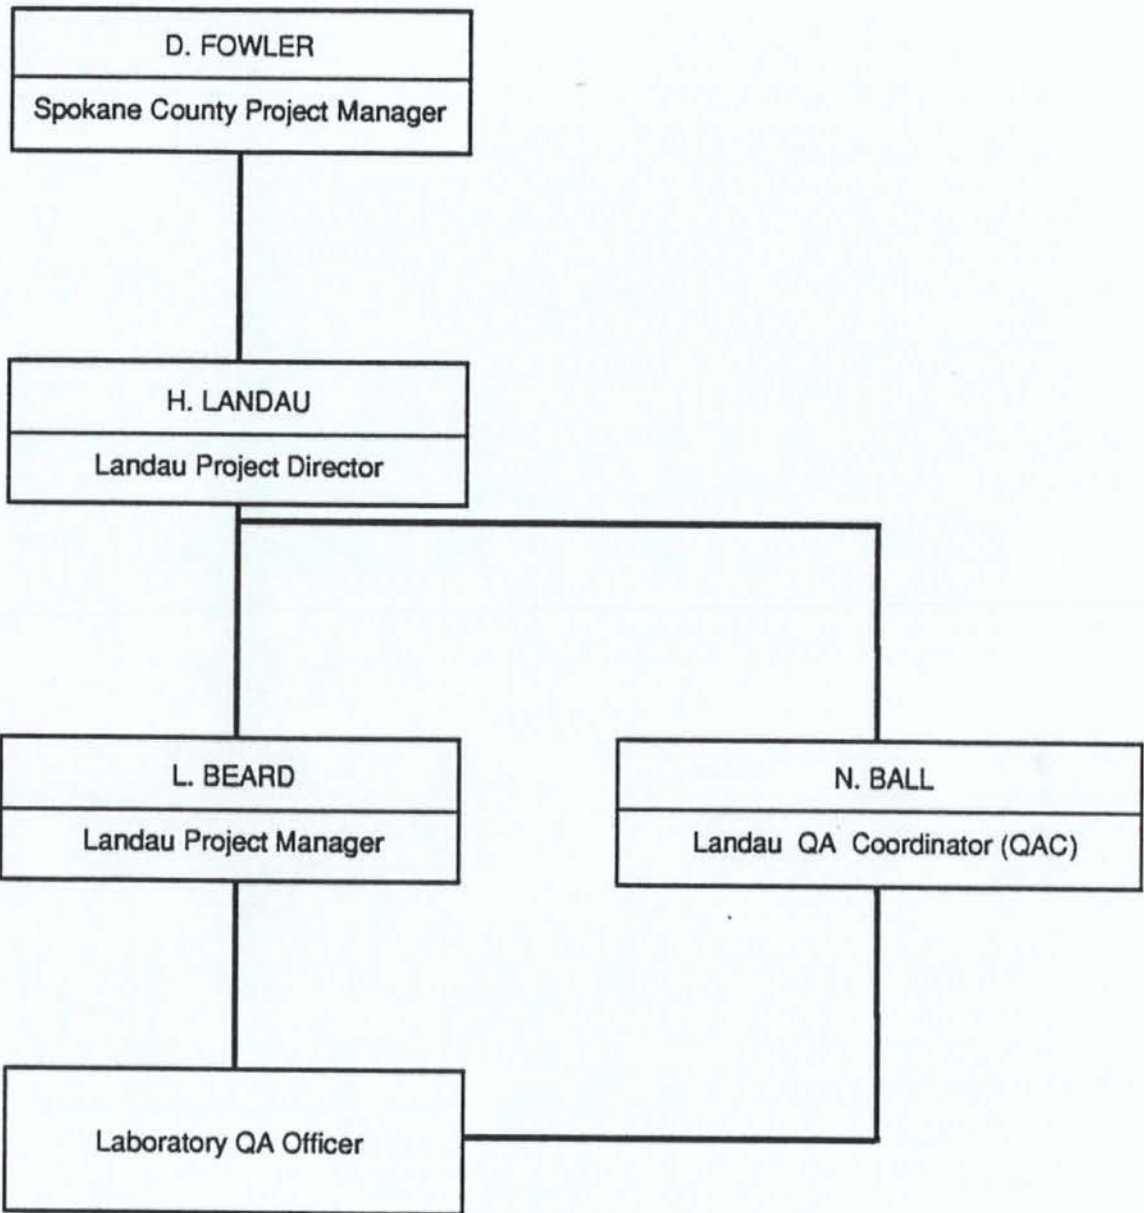 D. FOWLER
Spokane County Project Manager
H. LANDAU
Landau Project Director
L. BEARD
Landau Project Manager
N. BALL
Landau QA Coordinator (QAC)
Laboratory QA Officer